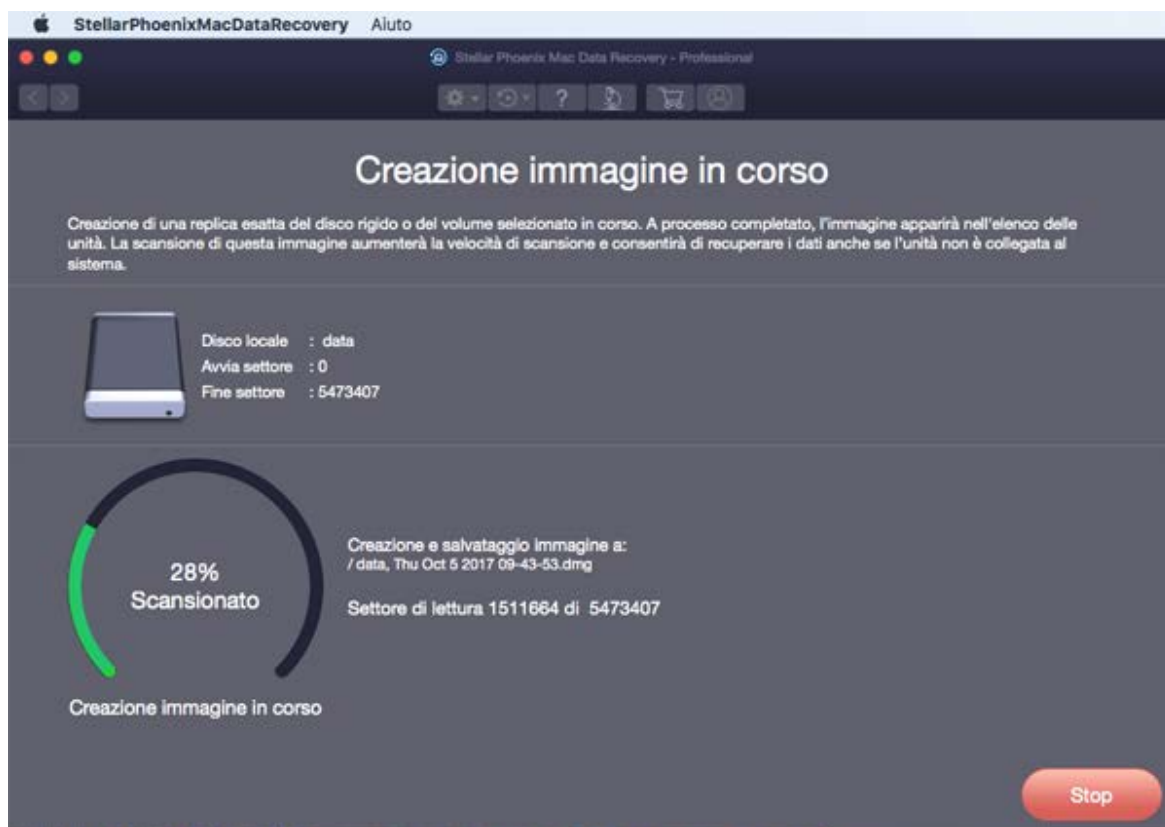 StellarPhoenixMacDataRecovery Aiuto
Stellar Phoenix Mac Data Recovery - Professional
?
Creazione immagine in corso
Creazione di una replica esatta del disco rigido o del volume selezionato in corso. A processo completato, l'immagine apparirà nell'elenco delle
unità. La scansione di questa immagine aumenterà la velocità di scansione e consentirà di recuperare i dati anche se l'unità non è collegata al
sistema.
Disco locale : data
Avvia settore : 0
Fine settore : 5473407
28%
Scansionato
Creazione e salvataggio immagine a:
/ data, Thu Oct 5 2017 09-43-53.dmg
Settore di lettura 1511664 di 5473407
Creazione immagine in corso
Stop